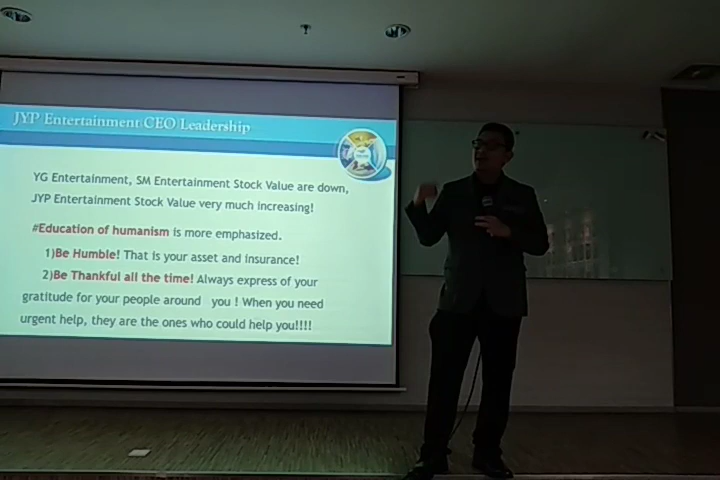 JYP Entertainment CEO Leadership
YG Entertainment, SM Entertainment Stock Value are down,
JYP Entertainment Stock Value very much increasing!
#Education of humanism is more emphasized.
1)Be Humble! That is your asset and insurance!
2)Be Thankful all the time! Always express of your
gratitude for your people around you ! When you need
urgent help, they are the ones who could help you!!!!